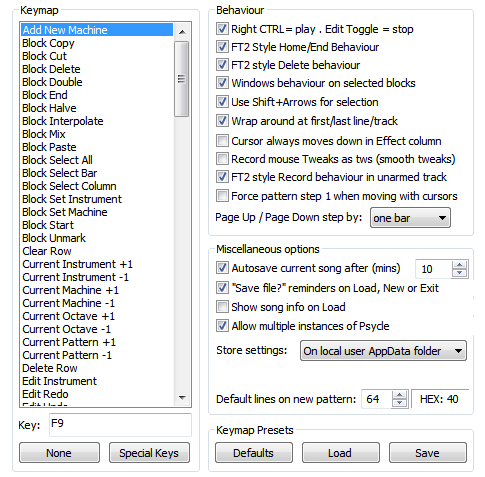 Keymap
Add New Machine
Block Copy
Block Cut
Block Delete
Block Double
Block End
Block Halve
Block Interpolate
Block Mix
Block Paste
Block Select All
Block Select Bar
Block Select Column
Block Set Instrument
Block Set Machine
Block Start
Block Unmark
Clear Row
Current Instrument +1
Current Instrument -1
Current Machine +1
Current Machine -1
Current Octave +1
Current Octave -1
Current Pattern +1
Current Pattern -1
Delete Row
Edit Instrument
Edit Redo
Edit Undo
Key: F9
None Special Keys
Behaviour
Right CTRL= play . Edit Toggle = stop
FT2 Style Home/End Behaviour
FT2 style Delete behaviour
Windows behaviour on selected blocks
Use Shift+Arrows for selection
Wrap around at first/last line/track
Cursor always moves down in Effect column
Record mouse Tweaks as tws (smooth tweaks)
FT2 style Record behaviour in unarmed track
Force pattern step 1 when moving with cursors
Page Up / Page Down step by: one bar
Miscellaneous options
Autosave current song after (mins) 10
"Save file?" reminders on Load, New or Exit
Show song info on Load
Allow multiple instances of Psycle
Store settings: On local user AppData folder
Default lines on new pattern: 64 HEX: 40
Keymap Presets
Defaults Load Save